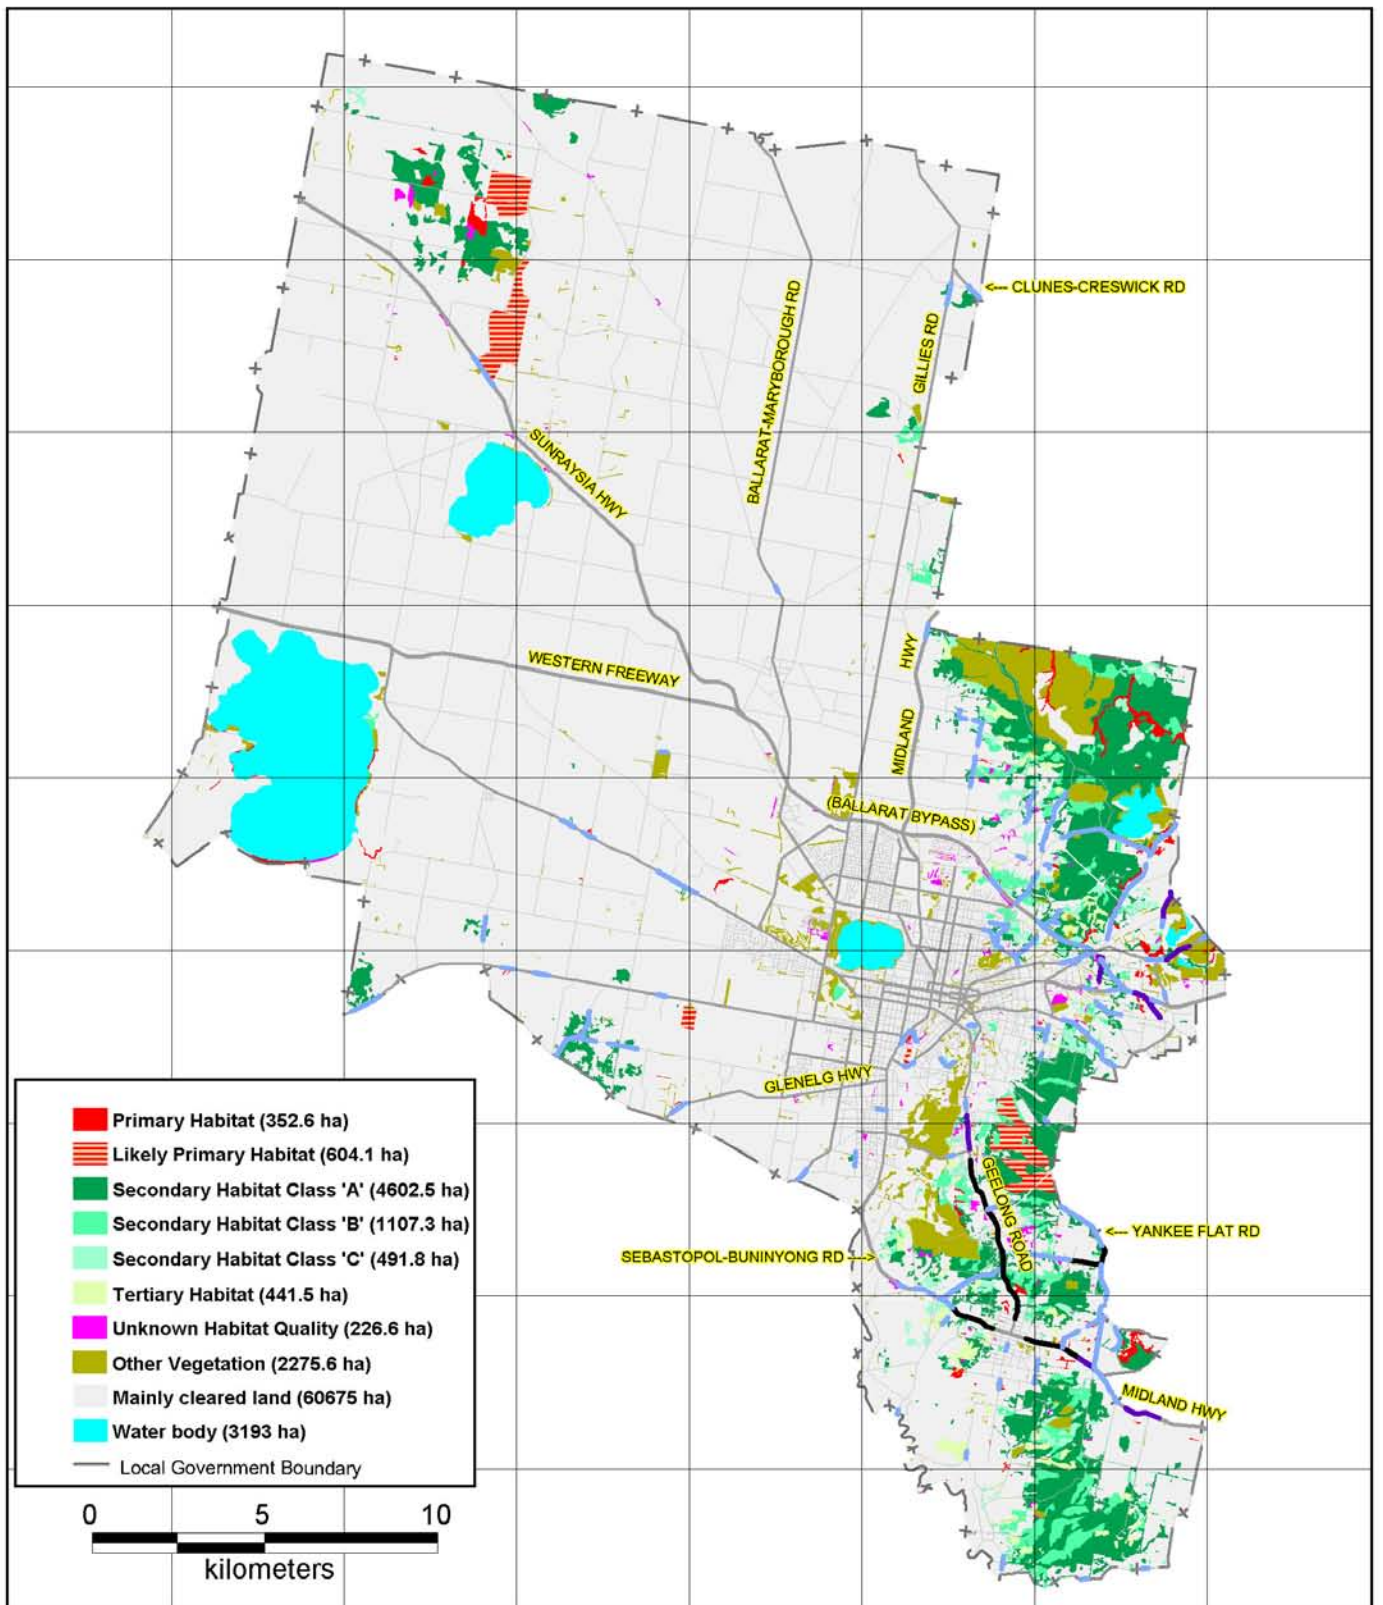 <--- CLUNES-CRESWICK RD
BALLARAT-MARYBOROUGH RD
GILLIES RD
SUNRAYSIA HWY
WESTERN FREEWAY
MIDLAND HWY
(BALLARAT BYPASS)
GLENELG HWY
GEELONG ROAD
<--- YANKEE FLAT RD
SEBASTOPOL-BUNINYONG RD --->
MIDLAND HWY
Primary Habitat (352.6 ha)
Likely Primary Habitat (604.1 ha)
Secondary Habitat Class 'A' (4602.5 ha)
Secondary Habitat Class 'B' (1107.3 ha)
Secondary Habitat Class 'C' (491.8 ha)
Tertiary Habitat (441.5 ha)
Unknown Habitat Quality (226.6 ha)
Other Vegetation (2275.6 ha)
Mainly cleared land (60675 ha)
Water body (3193 ha)
Local Government Boundary
0 5 10
kilometers